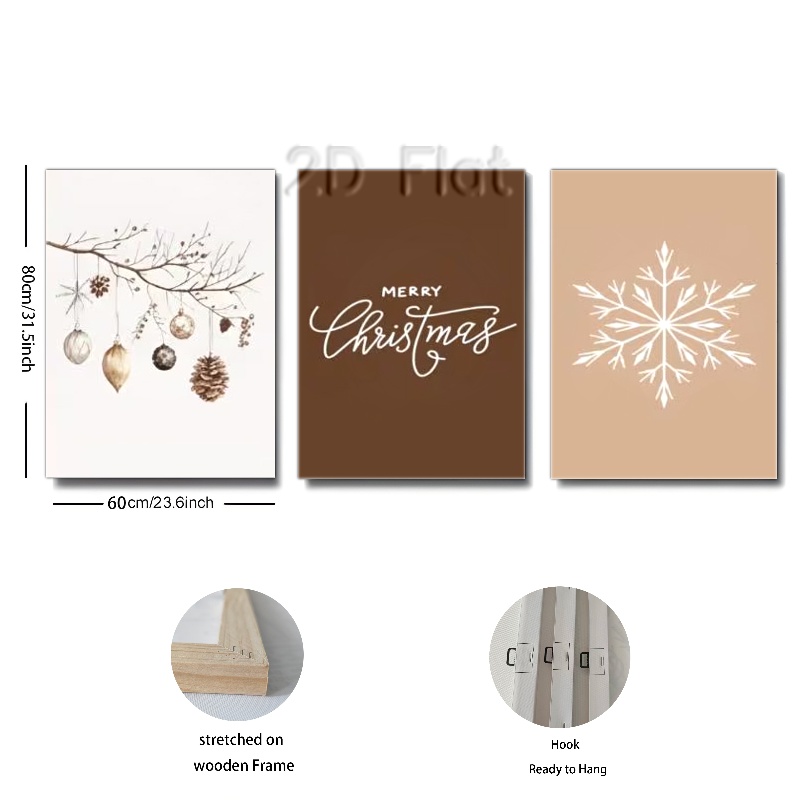 2D Flat
MERRY
Christmas
80cm/31.5inch
60cm/23.6inch
stretched on
wooden Frame
Hook
Ready to Hang